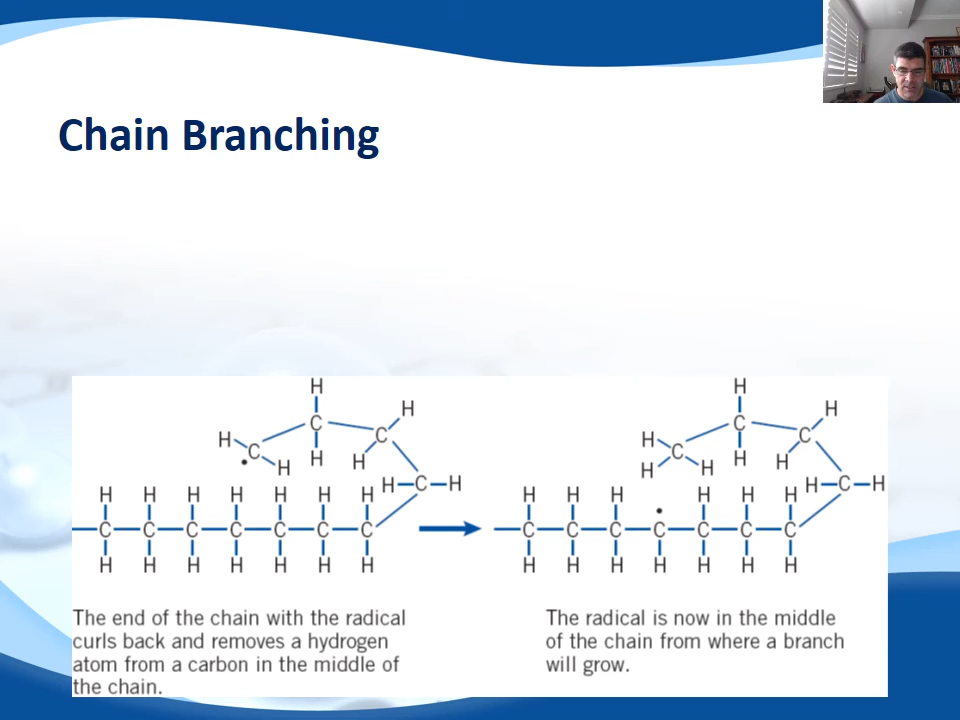 Chain Branching
H
H
H
C
C
H
C
H
H
H
H
H
H
H
H
H
H
H
H
C
H
C
C
C
C
C
C
C
H
H
H
H
H
H
H
H
H
H
C
C
H
C
H
H
H
H
H
H
H
H
H
H
H
H
C
H
C
C
C
C
C
C
C
H
H
H
H
H
H
H
The end of the chain with the radical
curls back and removes a hydrogen
atom from a carbon in the middle of
the chain.
The radical is now in the middle
of the chain from where a branch
will grow.